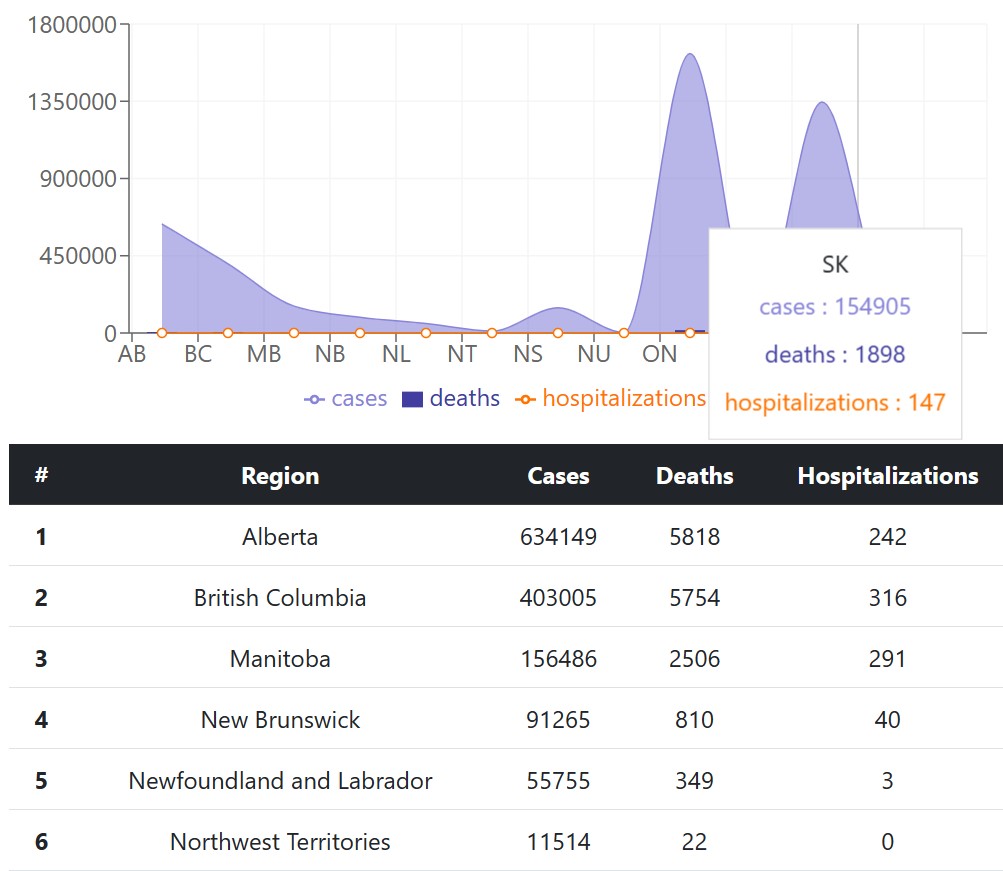 1800000
1350000
900000
450000
0
AB BC MB NB NL NT NS NU ON
SK
cases : 154905
deaths : 1898
hospitalizations : 147
cases deaths hospitalizations
# Region Cases Deaths Hospitalizations
1 Alberta 634149 5818 242
2 British Columbia 403005 5754 316
3 Manitoba 156486 2506 291
4 New Brunswick 91265 810 40
5 Newfoundland and Labrador 55755 349 3
6 Northwest Territories 11514 22 0